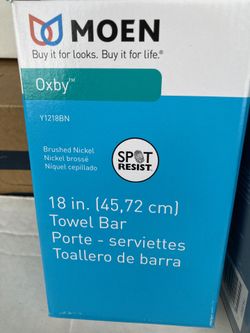 MOEN
Buy it for looks. Buy it for life.®
Oxby™
Y1218BN
Brushed Nickel
Nickel brossé
Níquel cepillado
SPOT
RESIST™
18 in. (45,72 cm)
Towel Bar
Porte - serviettes
Toallero de barra